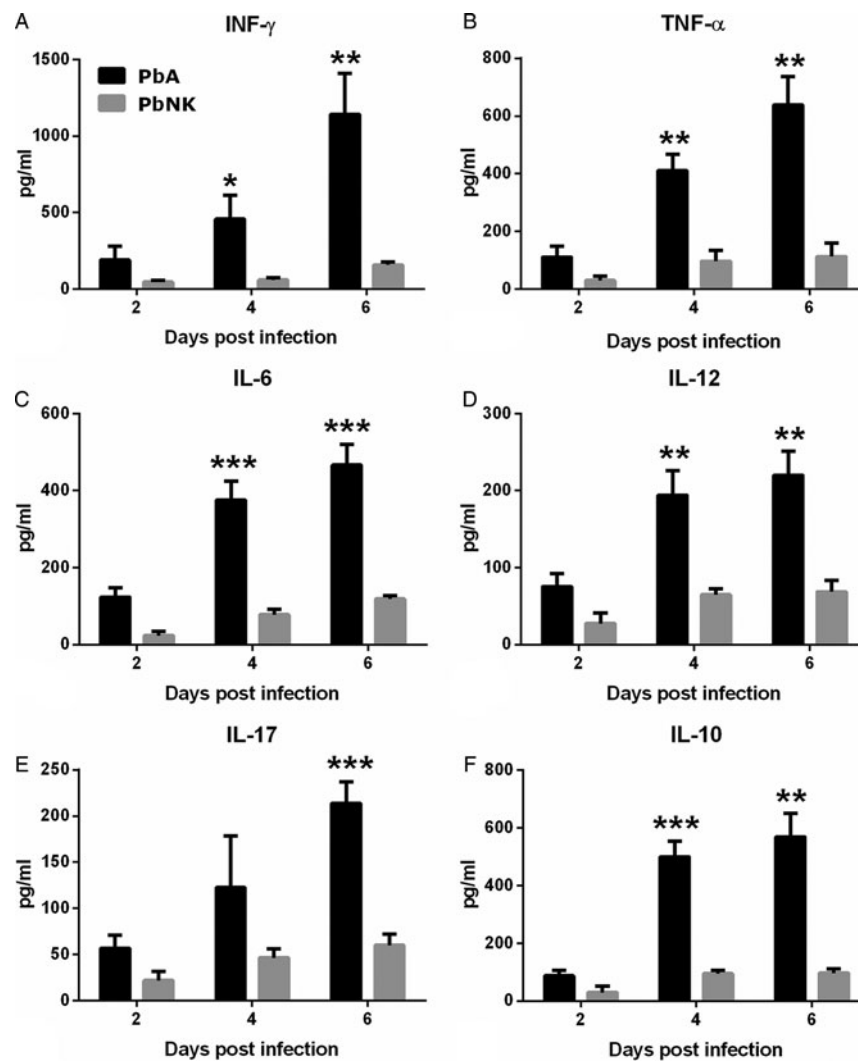 A
INF-γ
1500
1000
500
0
pg/ml
PbA
PbNK
*
**
2 4 6
Days post infection
B
TNF-α
800
600
400
200
0
pg/ml
**
**
2 4 6
Days post infection
C
IL-6
600
400
200
0
pg/ml
***
***
2 4 6
Days post infection
D
IL-12
300
200
100
0
pg/ml
**
**
2 4 6
Days post infection
E
IL-17
250
200
150
100
50
0
pg/ml
***
2 4 6
Days post infection
F
IL-10
800
600
400
200
0
pg/ml
***
**
2 4 6
Days post infection